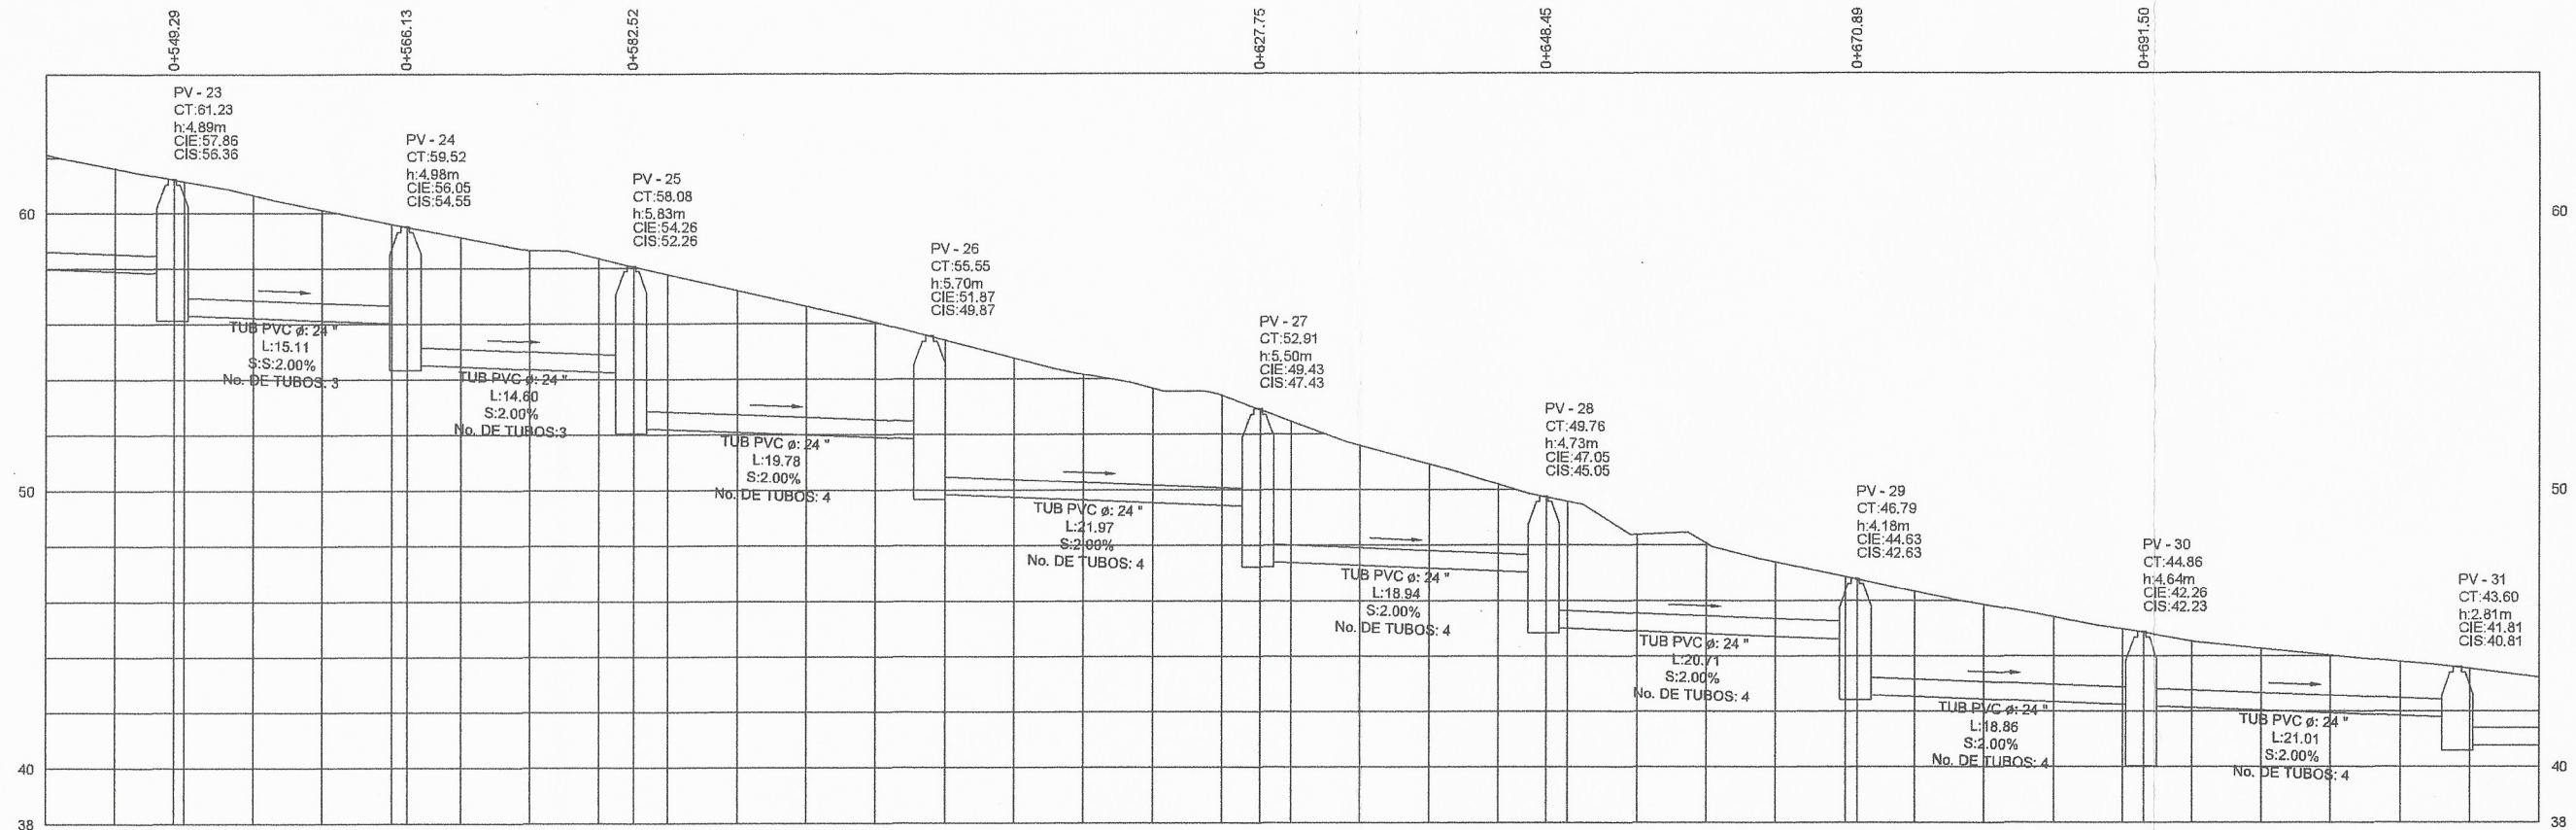 0+549.29
0+566.13
0+582.52
0+627.75
0+648.45
0+670.89
0+691.50
PV - 23
CT:61.23
h:4.89m
CIE:57.86
CIS:56.36
PV - 24
CT:59.52
h:4.98m
CIE:56.05
CIS:54.55
PV - 25
CT:58.08
h:5.83m
CIE:54.26
CIS:52.26
PV - 26
CT:55.55
h:5.70m
CIE:51.87
CIS:49.87
PV - 27
CT:52.91
h:5.50m
CIE:49.43
CIS:47.43
PV - 28
CT:49.76
h:4.73m
CIE:47.05
CIS:45.05
PV - 29
CT:46.79
h:4.18m
CIE:44.63
CIS:42.63
PV - 30
CT:44.86
h:4.64m
CIE:42.26
CIS:42.23
PV - 31
CT:43.60
h:2.81m
CIE:41.81
CIS:40.81
60
50
40
38
60
50
40
38
TUB PVC ø: 24 "
L:15.11
S:S:2.00%
No. DE TUBOS: 3
TUB PVC ø: 24 "
L:14.60
S:2.00%
No. DE TUBOS:3
TUB PVC ø: 24 "
L:19.78
S:2.00%
No. DE TUBOS: 4
TUB PVC ø: 24 "
L:21.97
S:2.00%
No. DE TUBOS: 4
TUB PVC ø: 24 "
L:18.94
S:2.00%
No. DE TUBOS: 4
TUB PVC ø: 24 "
L:20.71
S:2.00%
No. DE TUBOS: 4
TUB PVC ø: 24 "
L:18.86
S:2.00%
No. DE TUBOS: 4
TUB PVC ø: 24 "
L:21.01
S:2.00%
No. DE TUBOS: 4